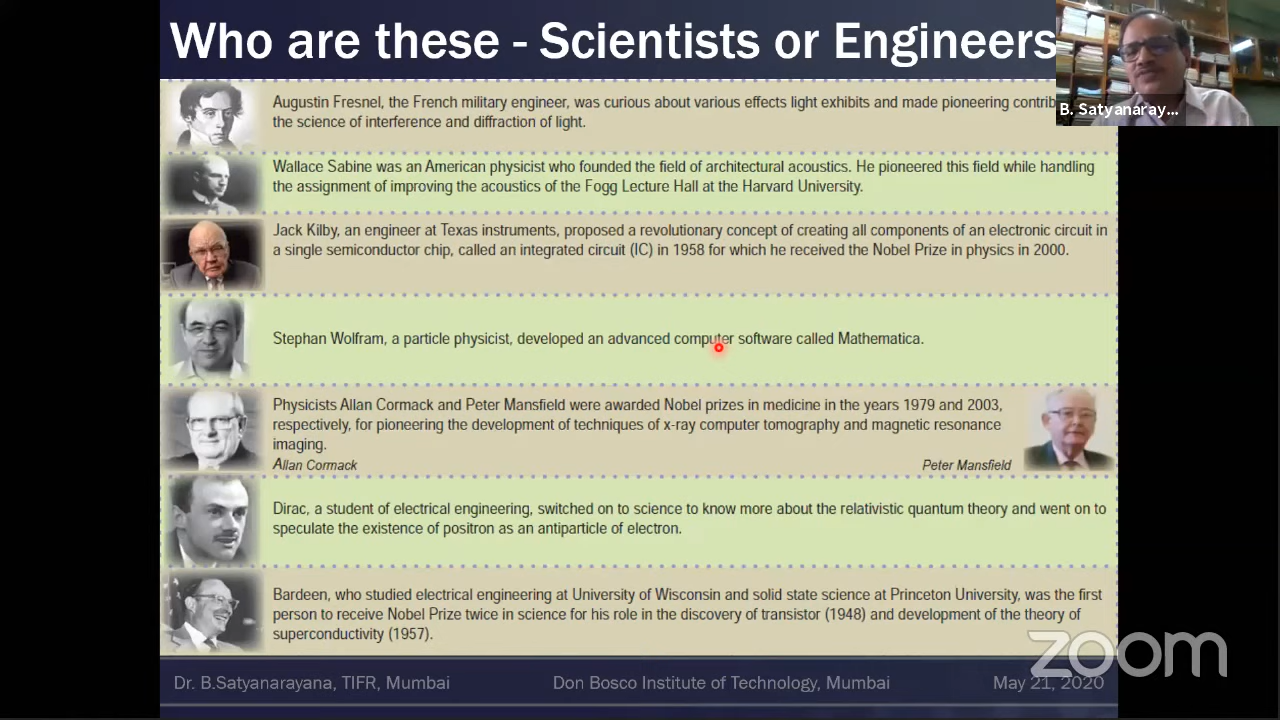 Who are these - Scientists or Engineers
B. Satyanaray...
Augustin Fresnel, the French military engineer, was curious about various effects light exhibits and made pioneering
the science of interference and diffraction of light.
Wallace Sabine was an American physicist who founded the field of architectural acoustics. He pioneered this field while handling
the assignment of improving the acoustics of the Fogg Lecture Hall at the Harvard University.
Jack Kilby, an engineer at Texas instruments, proposed a revolutionary concept of creating all components of an electronic circuit in
a single semiconductor chip, called an integrated circuit (IC) in 1958 for which he received the Nobel Prize in physics in 2000.
Stephan Wolfram, a particle physicist, developed an advanced computer software called Mathematica.
Physicists Allan Cormack and Peter Mansfield were awarded Nobel prizes in medicine in the years 1979 and 2003,
respectively, for pioneering the development of techniques of x-ray computer tomography and magnetic resonance
imaging.
Allan Cormack Peter Mansfield
Dirac, a student of electrical engineering, switched on to science to know more about the relativistic quantum theory and went on to
speculate the existence of positron as an antiparticle of electron.
Bardeen, who studied electrical engineering at University of Wisconsin and solid state science at Princeton University, was the first
person to receive Nobel Prize twice in science for his role in the discovery of transistor (1948) and development of the theory of
superconductivity (1957).
zoom
Dr. B.Satyanarayana, TIFR, Mumbai Don Bosco Institute of Technology, Mumbai May 21, 2020